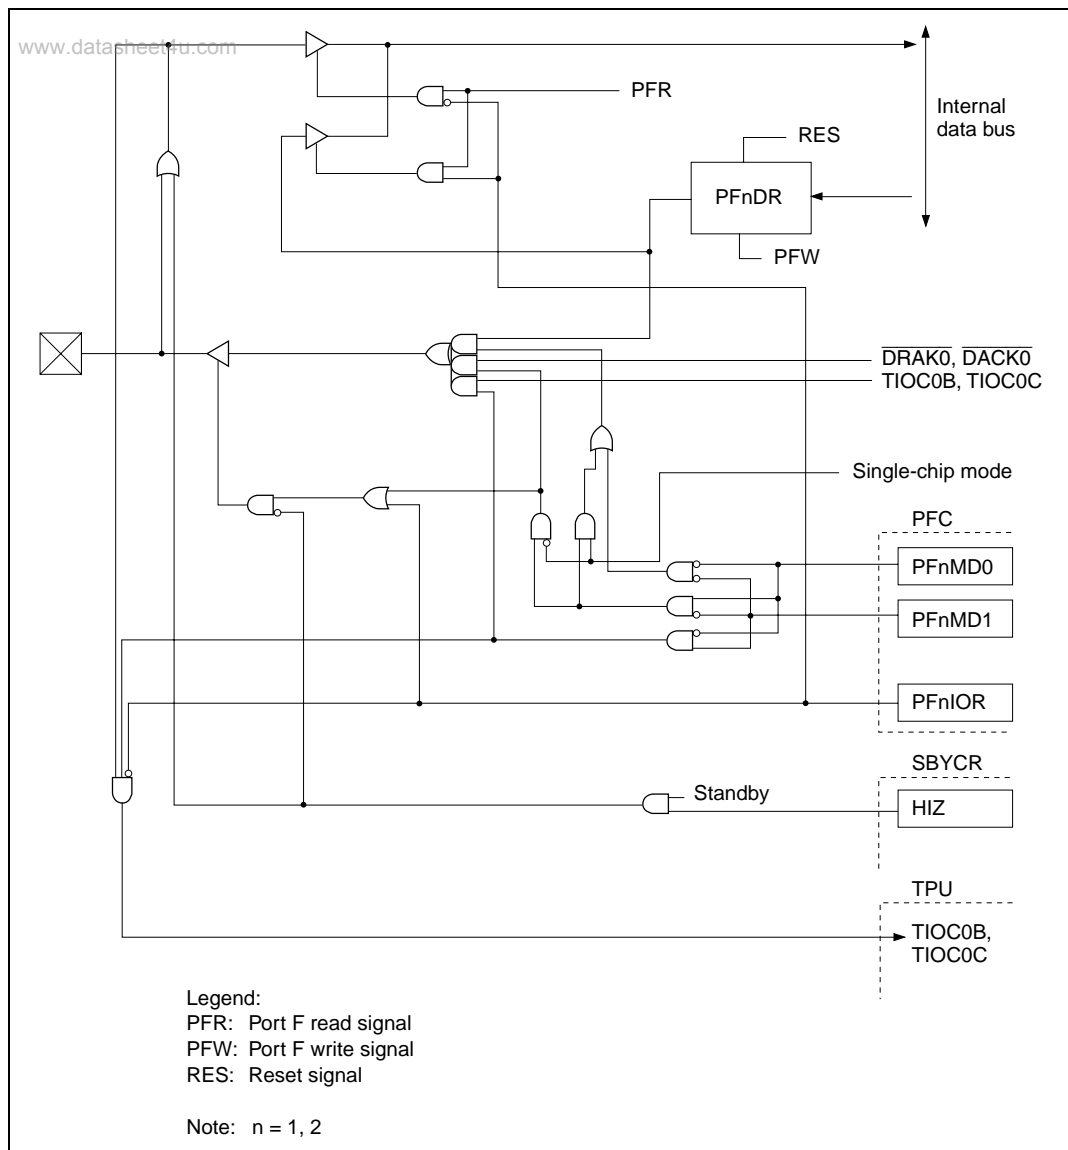 www.datasheet4u.com
PFR
Internal
data bus
RES
PFnDR
PFW
DRAK0, DACK0
TIOC0B, TIOC0C
Single-chip mode
PFC
PFnMD0
PFnMD1
PFnIOR
SBYCR
Standby
HIZ
TPU
TIOC0B,
TIOC0C
Legend:
PFR: Port F read signal
PFW: Port F write signal
RES: Reset signal
Note: n = 1, 2